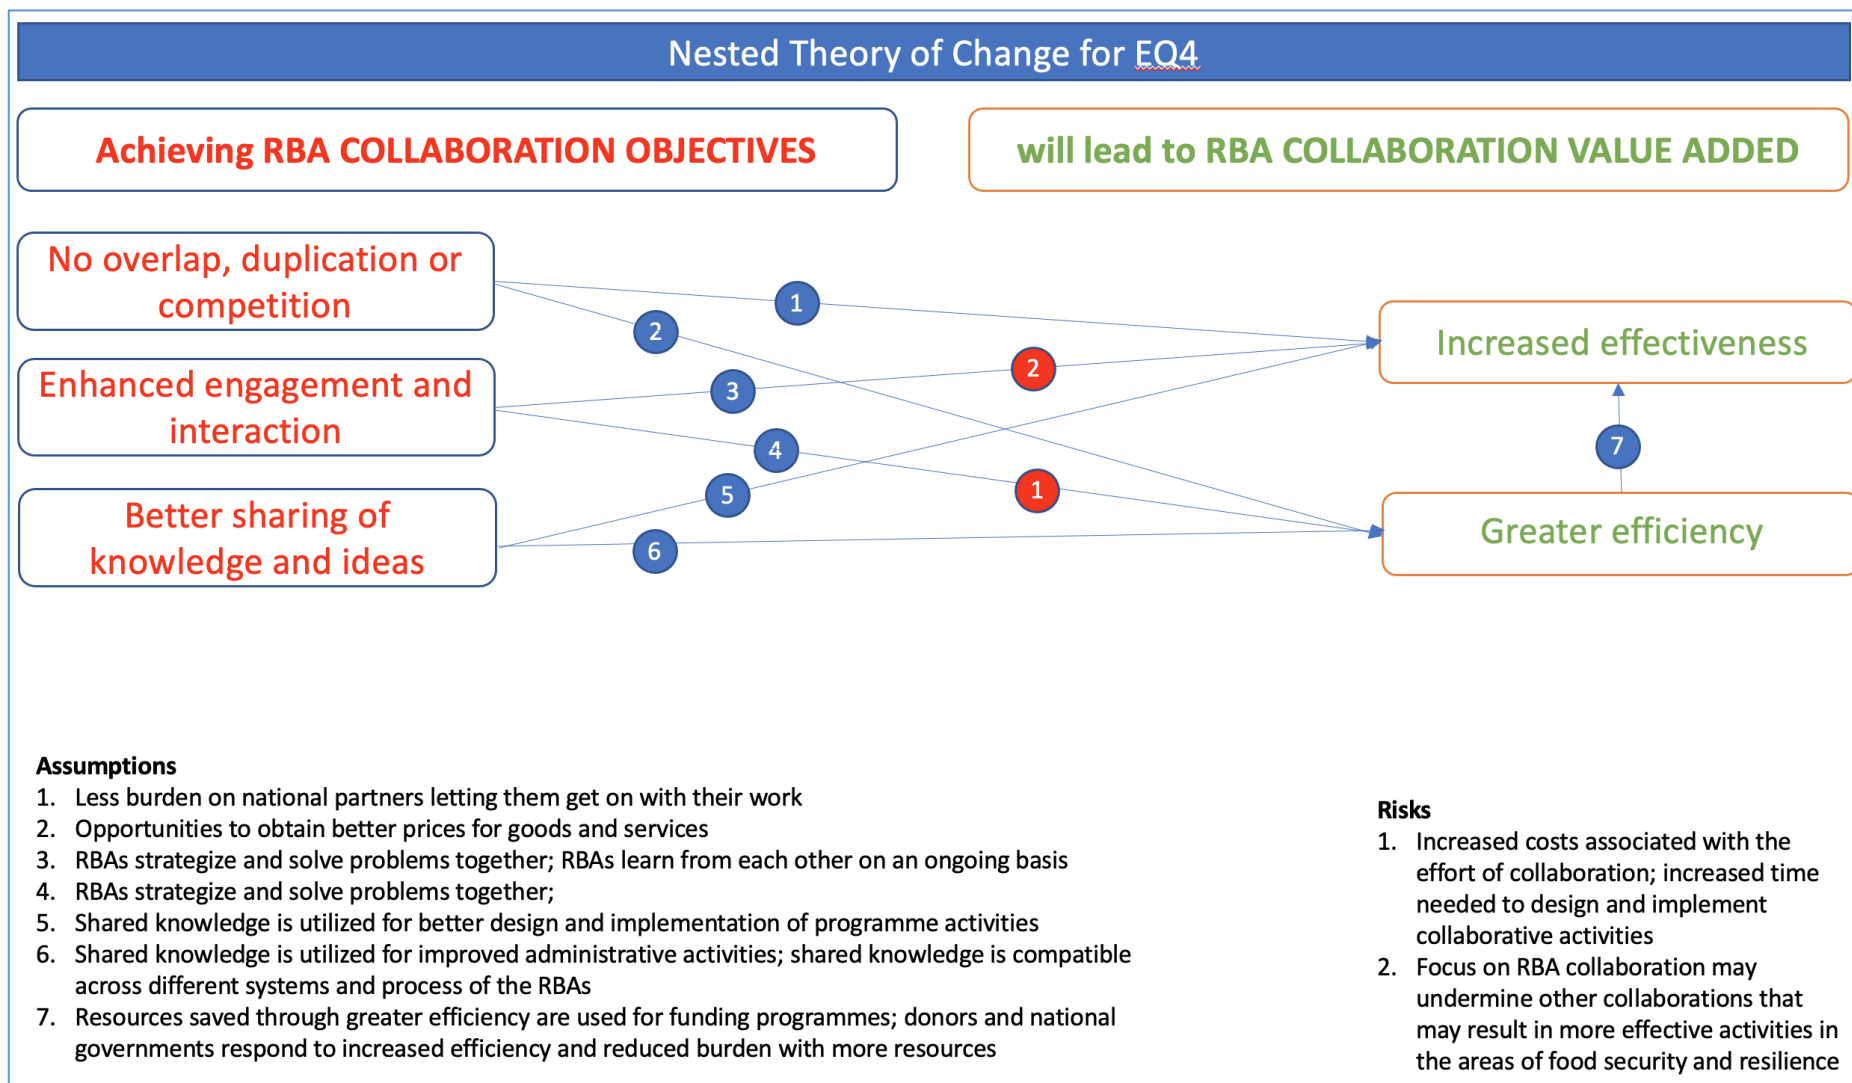 Nested Theory of Change for EQ4
Achieving RBA COLLABORATION OBJECTIVES
will lead to RBA COLLABORATION VALUE ADDED
No overlap, duplication or
competition
Enhanced engagement and
interaction
Better sharing of
knowledge and ideas
1
2
3
2
4
1
5
6
7
Increased effectiveness
Greater efficiency
Assumptions
1. Less burden on national partners letting them get on with their work
2. Opportunities to obtain better prices for goods and services
3. RBAs strategize and solve problems together; RBAs learn from each other on an ongoing basis
4. RBAs strategize and solve problems together;
5. Shared knowledge is utilized for better design and implementation of programme activities
6. Shared knowledge is utilized for improved administrative activities; shared knowledge is compatible
across different systems and process of the RBAs
7. Resources saved through greater efficiency are used for funding programmes; donors and national
governments respond to increased efficiency and reduced burden with more resources
Risks
1. Increased costs associated with the
effort of collaboration; increased time
needed to design and implement
collaborative activities
2. Focus on RBA collaboration may
undermine other collaborations that
may result in more effective activities in
the areas of food security and resilience